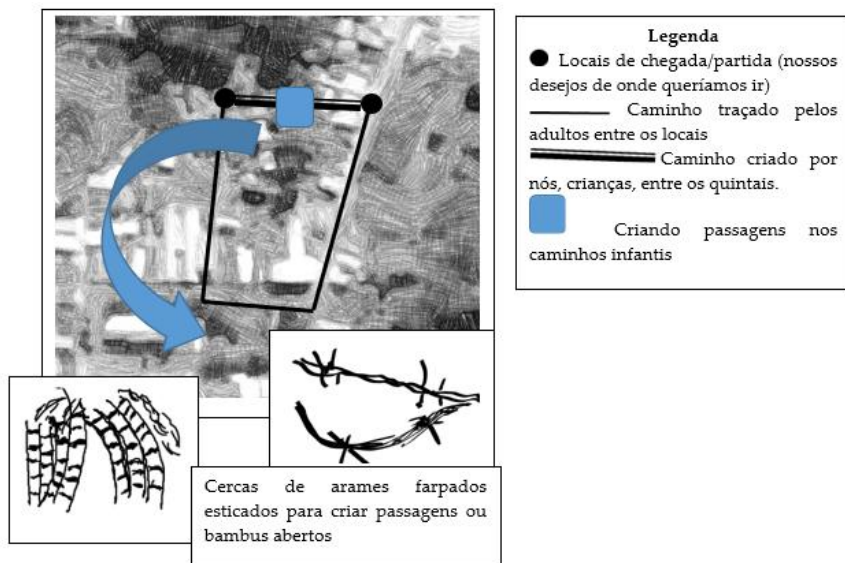 Legenda
Locais de chegada/partida (nossos
desejos de onde queríamos ir)
Caminho traçado pelos
adultos entre os locais
Caminho criado por
nós, crianças, entre os quintais.
Criando passagens nos
caminhos infantis
Cercas de arames farpados
esticados para criar passagens ou
bambus abertos